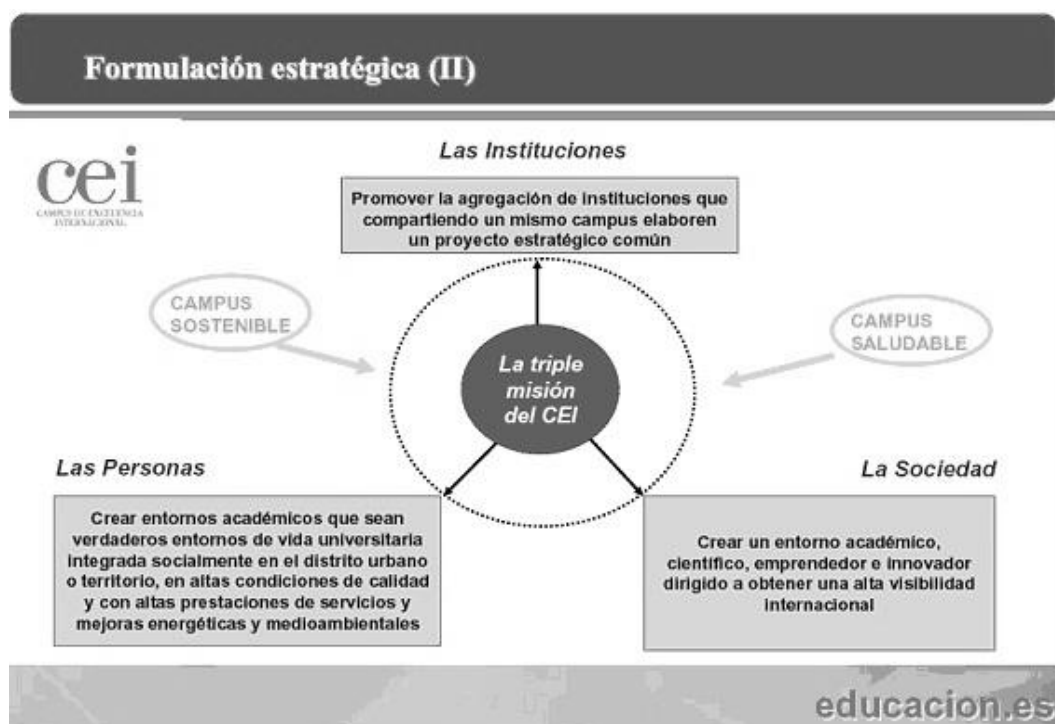 Formulación estratégica (II)
cei
CAMPUS DE EXCELENCIA
INTERNACIONAL
Las Instituciones
Promover la agregación de instituciones que
compartiendo un mismo campus elaboren
un proyecto estratégico común
CAMPUS
SOSTENIBLE
CAMPUS
SALUDABLE
La triple
misión
del CEI
Las Personas
Crear entornos académicos que sean
verdaderos entornos de vida universitaria
integrada socialmente en el distrito urbano
o territorio, en altas condiciones de calidad
y con altas prestaciones de servicios y
mejoras energéticas y medioambientales
La Sociedad
Crear un entorno académico,
científico, emprendedor e innovador
dirigido a obtener una alta visibilidad
internacional
educacion.es